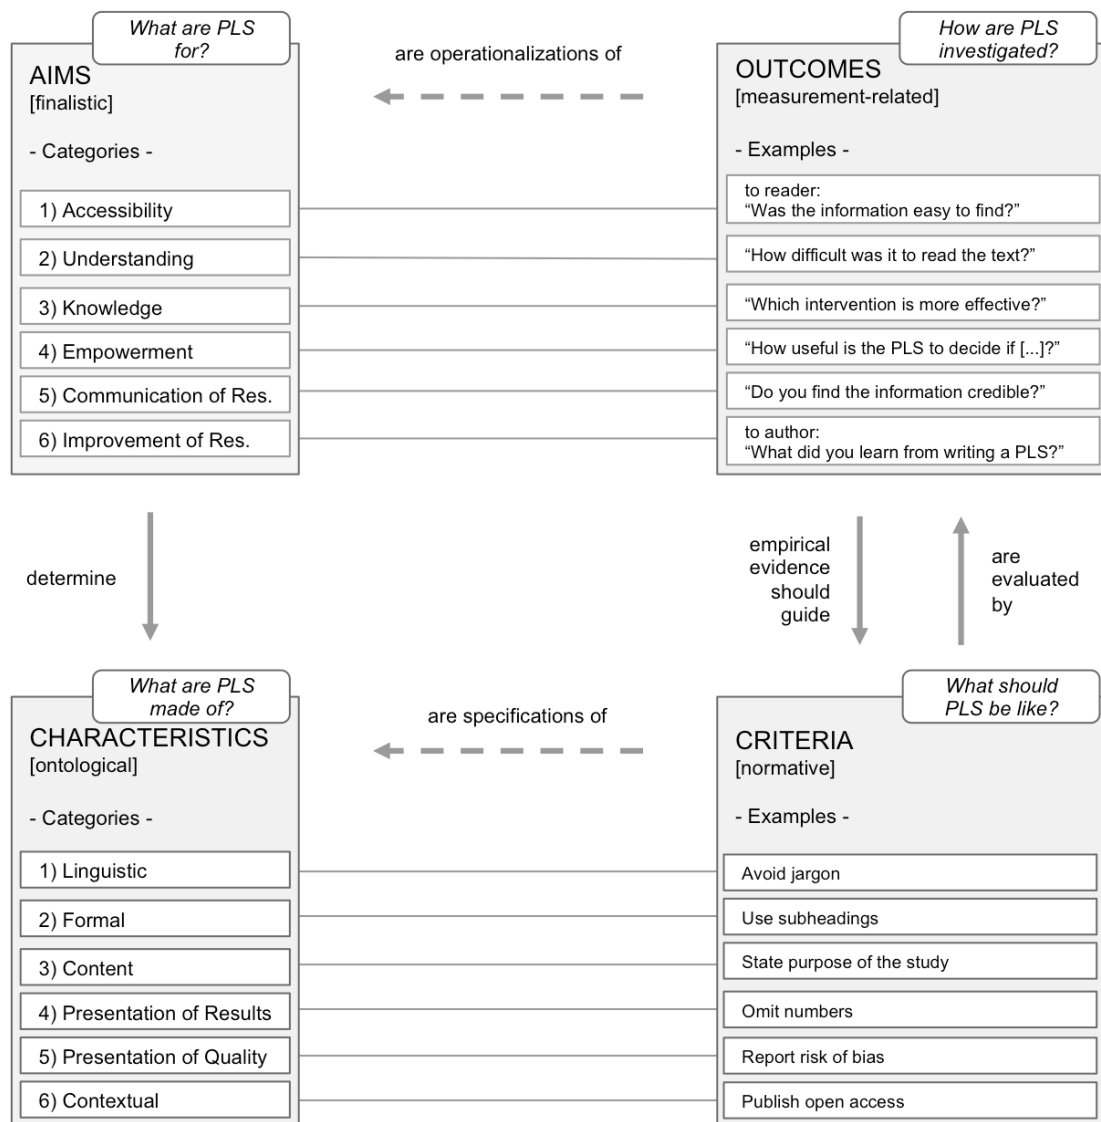 What are PLS
for?
AIMS
[finalistic]
- Categories -
1) Accessibility
2) Understanding
3) Knowledge
4) Empowerment
5) Communication of Res.
6) Improvement of Res.
are operationalizations of
How are PLS
investigated?
OUTCOMES
[measurement-related]
- Examples -
to reader:
“Was the information easy to find?”
“How difficult was it to read the text?”
“Which intervention is more effective?”
“How useful is the PLS to decide if [...]?”
“Do you find the information credible?”
to author:
“What did you learn from writing a PLS?”
determine
empirical
evidence
should
guide
are
evaluated
by
What are PLS
made of?
CHARACTERISTICS
[ontological]
- Categories -
1) Linguistic
2) Formal
3) Content
4) Presentation of Results
5) Presentation of Quality
6) Contextual
are specifications of
What should
PLS be like?
CRITERIA
[normative]
- Examples -
Avoid jargon
Use subheadings
State purpose of the study
Omit numbers
Report risk of bias
Publish open access